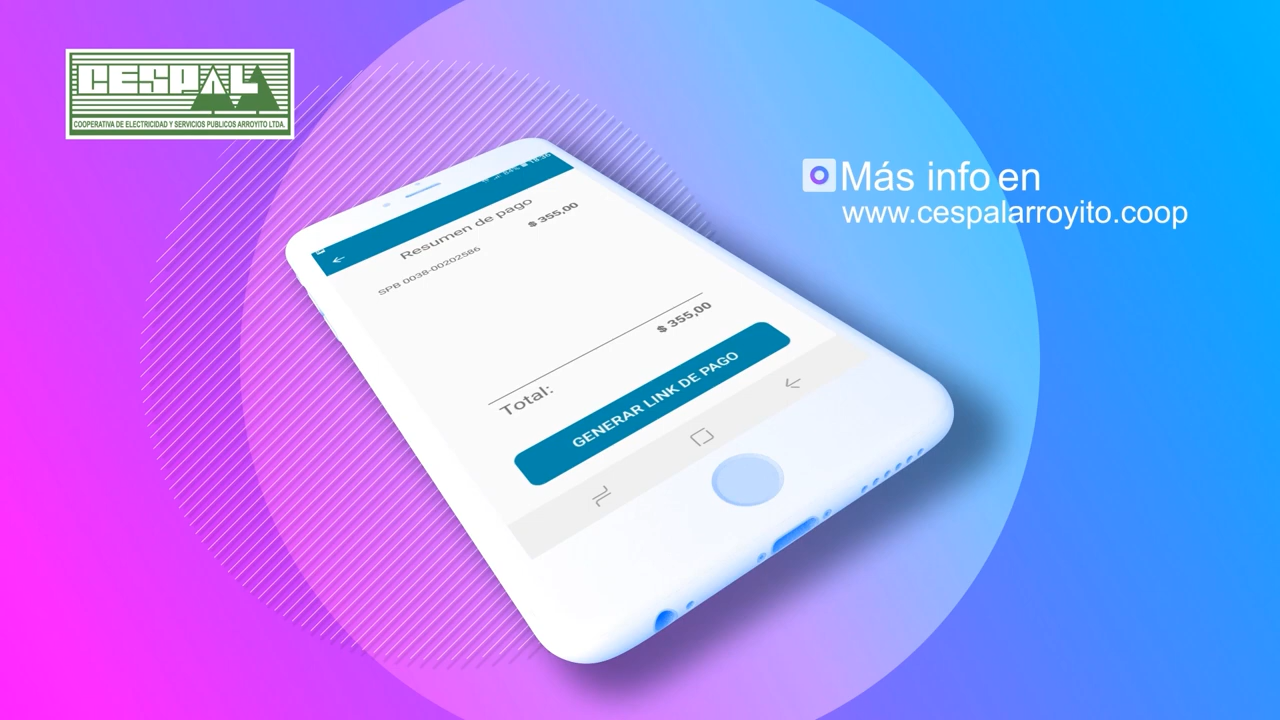 CESPAL
COOPERATIVA DE ELECTRICIDAD Y SERVICIOS PUBLICOS ARROYITO LTDA.
Más info en
www.cespalarroyito.coop
Resumen de pago
SPB 0038-00202586
$ 355,00
Total:
$ 355,00
GENERAR LINK DE PAGO